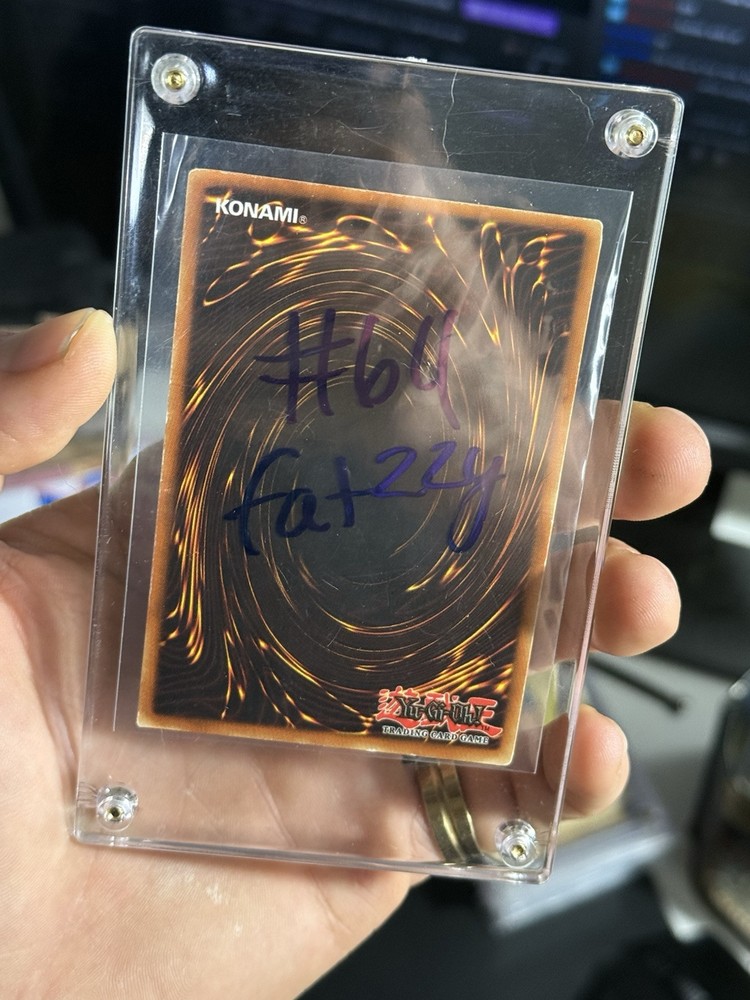 KONAMI®
#64
fatzzy
Yu-Gi-Oh!
TRADING CARD GAME